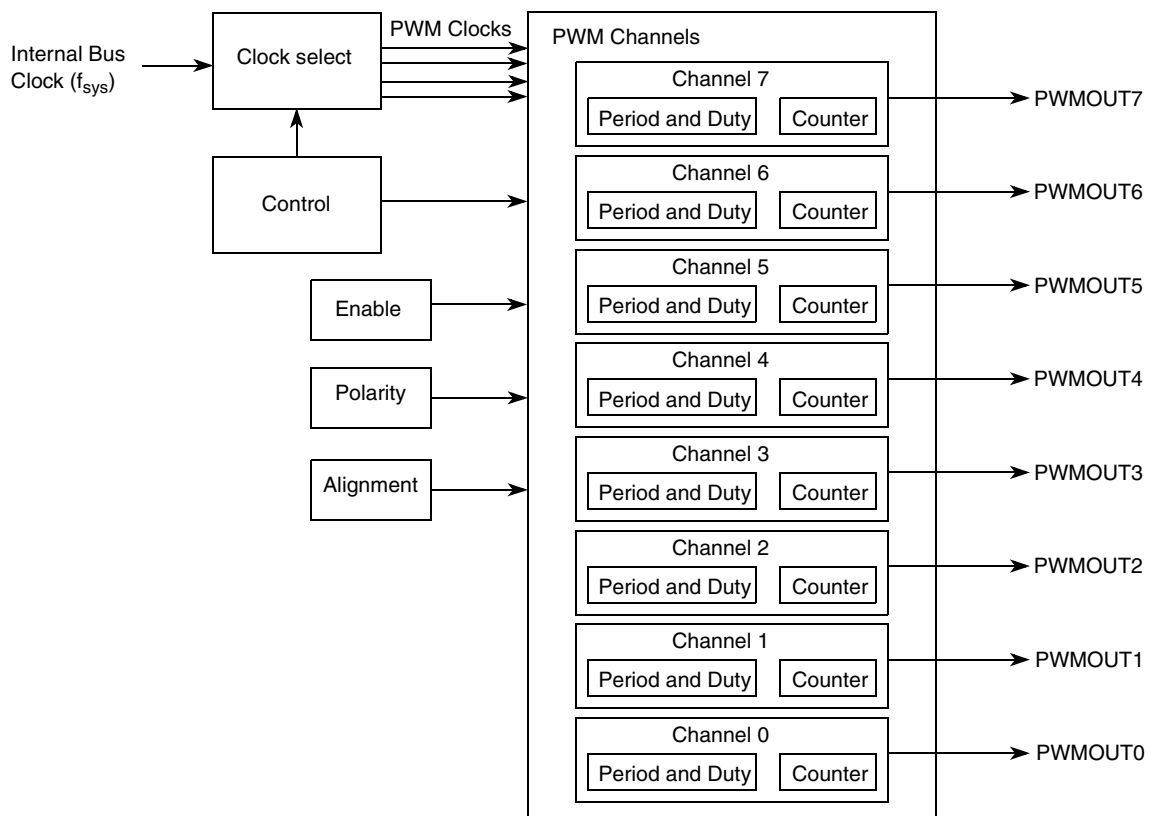 PWM Clocks
Internal Bus
Clock (fsys)
Clock select
Control
Enable
Polarity
Alignment
PWM Channels
Channel 7
Period and Duty
Counter
PWMOUT7
Channel 6
Period and Duty
Counter
PWMOUT6
Channel 5
Period and Duty
Counter
PWMOUT5
Channel 4
Period and Duty
Counter
PWMOUT4
Channel 3
Period and Duty
Counter
PWMOUT3
Channel 2
Period and Duty
Counter
PWMOUT2
Channel 1
Period and Duty
Counter
PWMOUT1
Channel 0
Period and Duty
Counter
PWMOUT0